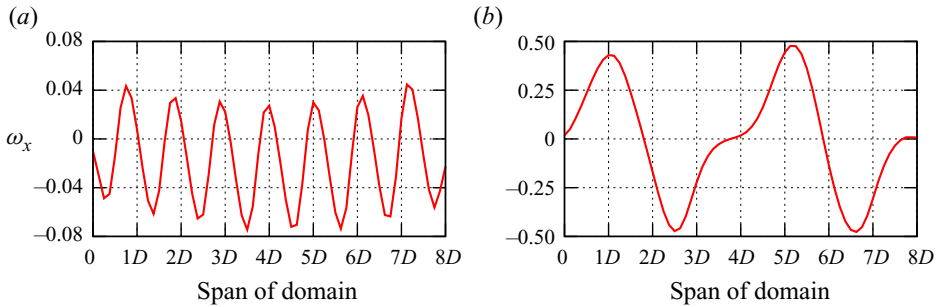 (a)
0.08
0.04
0
−0.04
−0.08
ωx
0 1D 2D 3D 4D 5D 6D 7D 8D
Span of domain
(b)
0.50
0.25
0
−0.25
−0.50
0 1D 2D 3D 4D 5D 6D 7D 8D
Span of domain